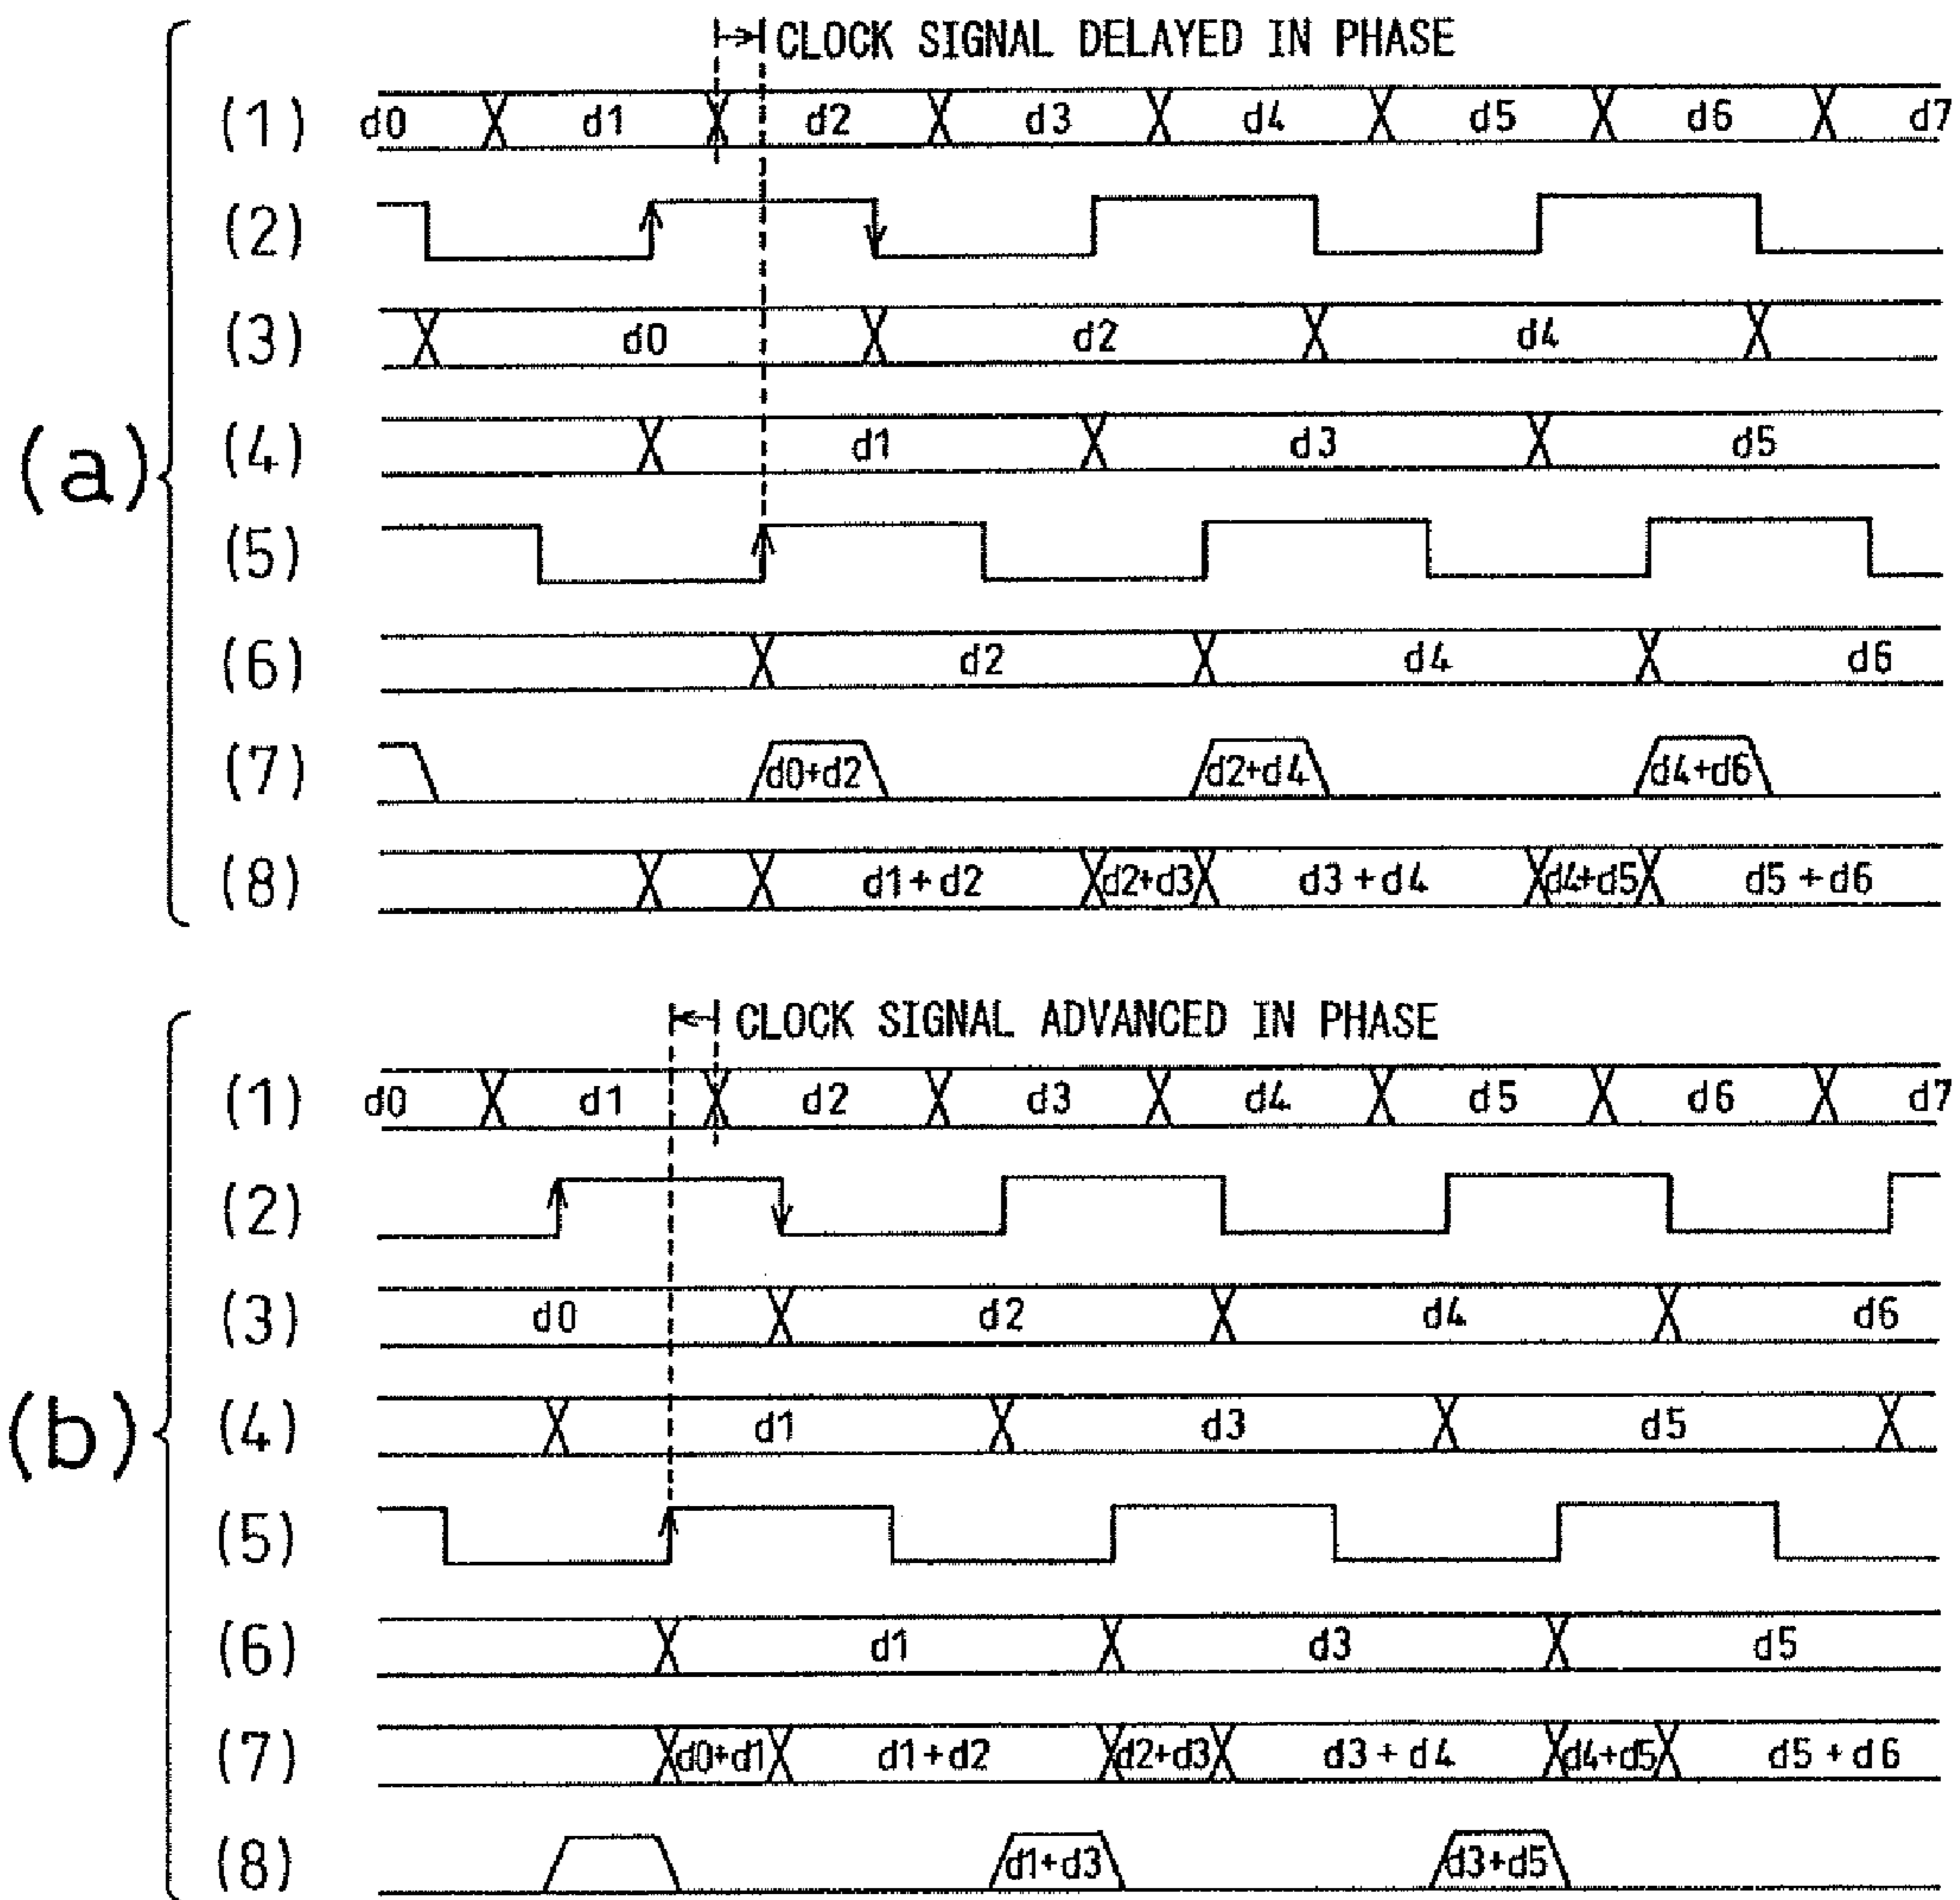 CLOCK SIGNAL DELAYED IN PHASE
(1) d0 d1 d2 d3 d4 d5 d6 d7
(2)
(3) d0 d2 d4
(a) (4) d1 d3 d5
(5)
(6) d2 d4 d6
(7) d0+d2 d2+d4 d4+d6
(8) d1+d2 d2+d3 d3+d4 d4+d5 d5+d6
CLOCK SIGNAL ADVANCED IN PHASE
(1) d0 d1 d2 d3 d4 d5 d6 d7
(2)
(3) d0 d2 d4 d6
(b) (4) d1 d3 d5
(5)
(6) d1 d3 d5
(7) d0+d1 d1+d2 d2+d3 d3+d4 d4+d5 d5+d6
(8) d1+d3 d3+d5